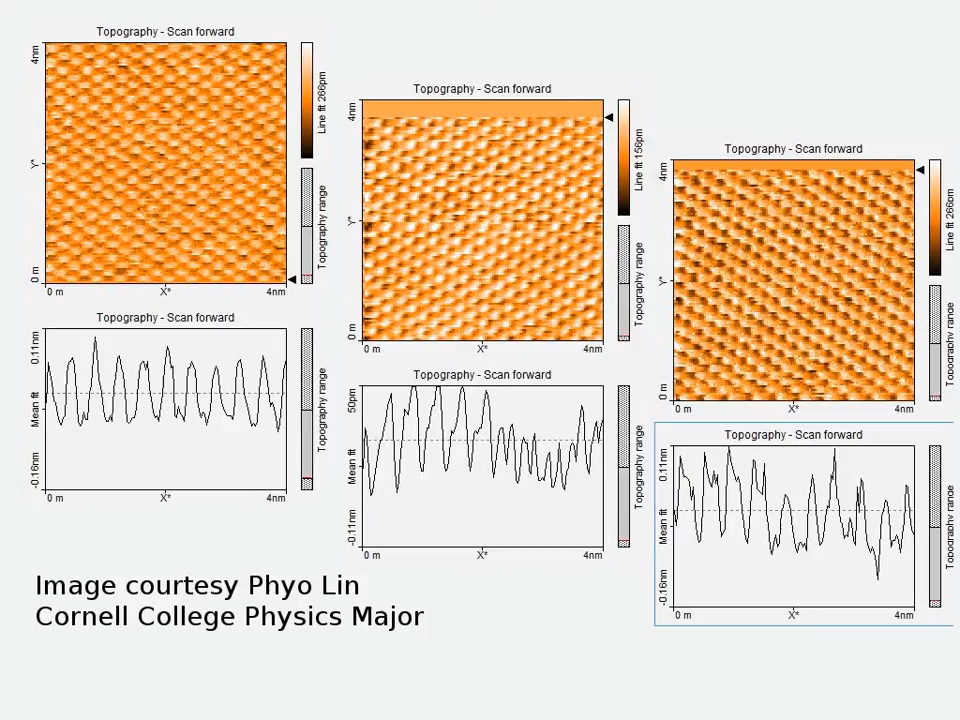 Topography - Scan forward
4nm
Y*
0 m
0 m
X*
4nm
Line fit 266pm
Topography range
Topography - Scan forward
0.11nm
Mean fit
-0.16nm
0 m
X*
4nm
Topography range
Topography - Scan forward
4nm
Y*
0 m
0 m
X*
4nm
Line fit 156pm
Topography range
Topography - Scan forward
50pm
Mean fit
-0.11nm
0 m
X*
4nm
Topography range
Topography - Scan forward
4nm
Y*
0 m
0 m
X*
4nm
Line fit 266pm
Topography range
Topography - Scan forward
0.11nm
Mean fit
-0.16nm
0 m
X*
4nm
Topography range
Image courtesy Phyo Lin
Cornell College Physics Major